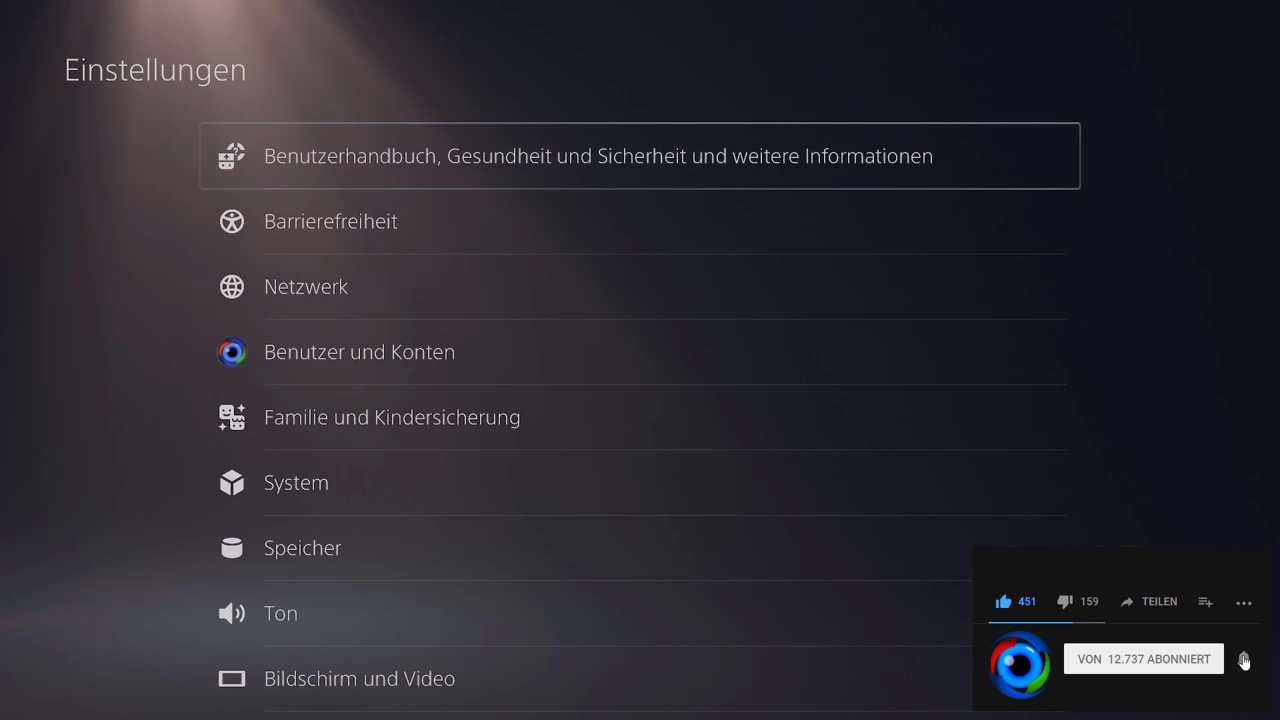 Einstellungen
Benutzerhandbuch, Gesundheit und Sicherheit und weitere Informationen
Barrierefreiheit
Netzwerk
Benutzer und Konten
Familie und Kindersicherung
System
Speicher
Ton
Bildschirm und Video
451 159 TEILEN
VON 12.737 ABONNIERT